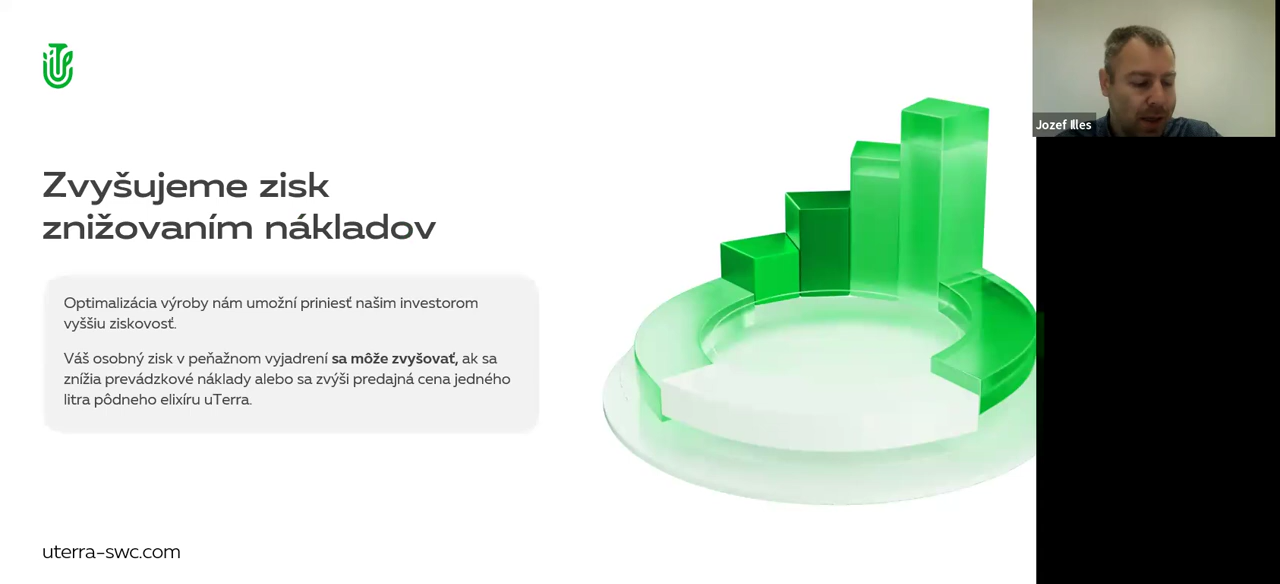 Zvyšujeme zisk
znižovaním nákladov
Optimalizácia výroby nám umožní priniesť našim investorom
vyššiu ziskovosť.
Váš osobný zisk v peňažnom vyjadrení sa môže zvyšovať, ak sa
znížia prevádzkové náklady alebo sa zvýši predajná cena jedného
litra pôdneho elixíru uTerra.
uterra-swc.com
Jozef Illes